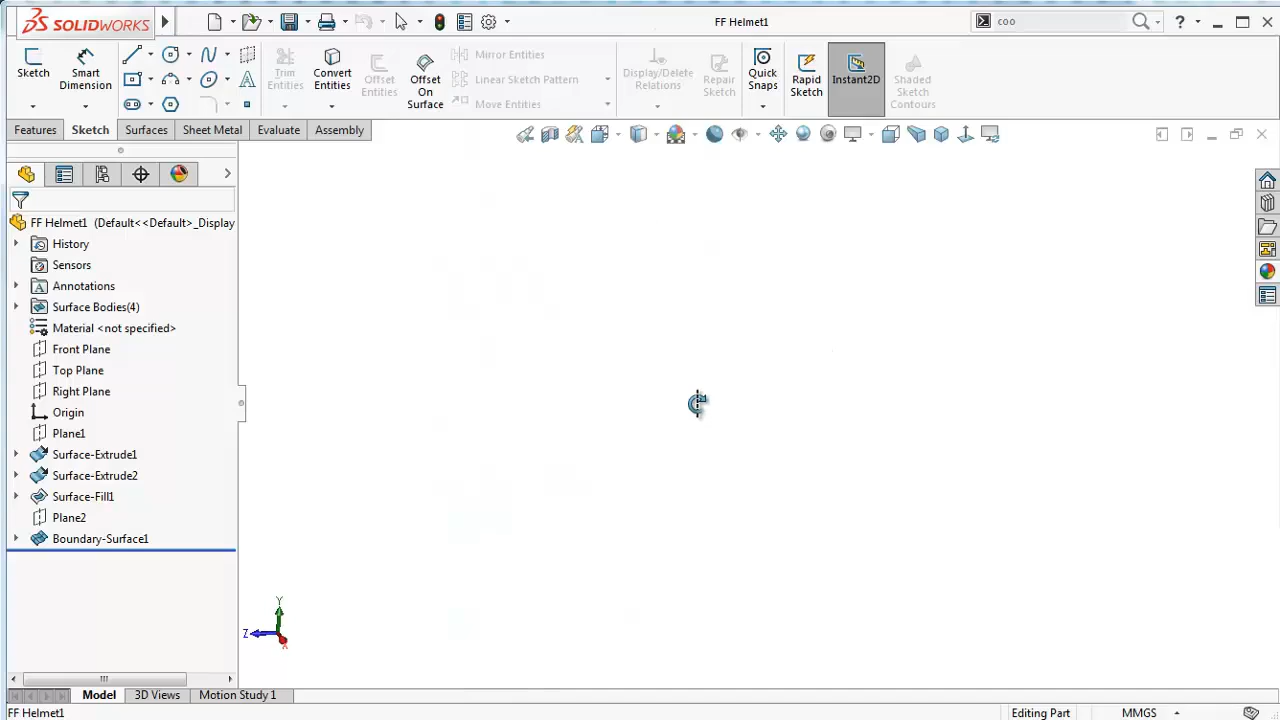 SOLIDWORKS
FF Helmet1
coo
?
Sketch
Smart Dimension
Trim Entities
Convert Entities
Offset Entities
Offset On Surface
Mirror Entities
Linear Sketch Pattern
Move Entities
Display/Delete Relations
Repair Sketch
Quick Snaps
Rapid Sketch
Instant2D
Shaded Sketch Contours
Features
Sketch
Surfaces
Sheet Metal
Evaluate
Assembly
FF Helmet1 (Default<<Default>_Display
History
Sensors
Annotations
Surface Bodies(4)
Material <not specified>
Front Plane
Top Plane
Right Plane
Origin
Plane1
Surface-Extrude1
Surface-Extrude2
Surface-Fill1
Plane2
Boundary-Surface1
Y
Z
X
Model
3D Views
Motion Study 1
FF Helmet1
Editing Part
MMGS